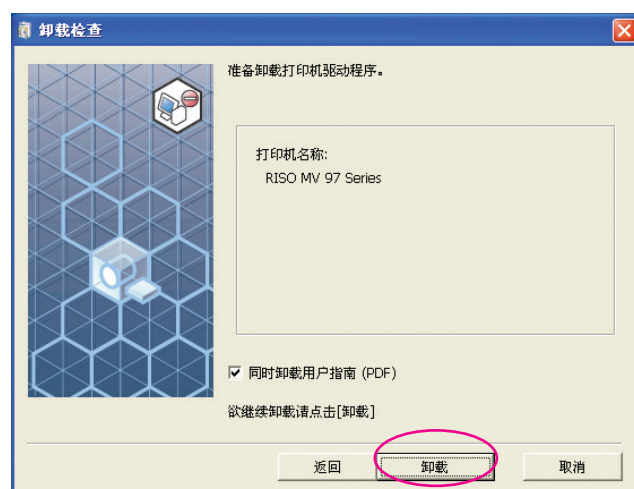 卸载检查
准备卸载打印机驱动程序。
打印机名称:
RISO MV 97 Series
同时卸载用户指南 (PDF)
欲继续卸载请点击[卸载]
返回
卸载
取消